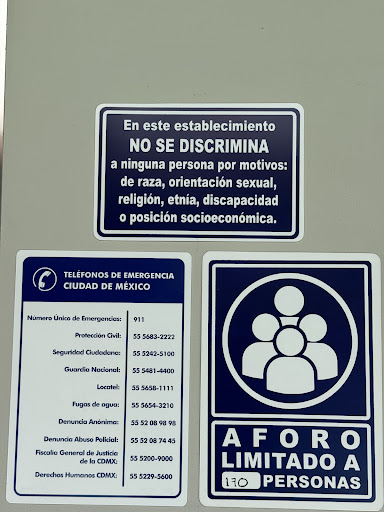 En este establecimiento
NO SE DISCRIMINA
a ninguna persona por motivos:
de raza, orientación sexual,
religión, etnía, discapacidad
o posición socioeconómica.
TELÉFONOS DE EMERGENCIA
CIUDAD DE MÉXICO
Número Único de Emergencias: 911
Protección Civil: 55 5683-2222
Seguridad Ciudadana: 55 5242-5100
Guardia Nacional: 55 5481-4400
Locatel: 55 5658-1111
Fugas de agua: 55 5654-3210
Denuncia Anónima: 55 52 08 98 98
Denuncia Abuso Policial: 55 52 08 74 45
Fiscalía General de Justicia
de la CDMX: 55 5200-9000
Derechos Humanos CDMX: 55 5229-5600
AFORO
LIMITADO A
170 PERSONAS